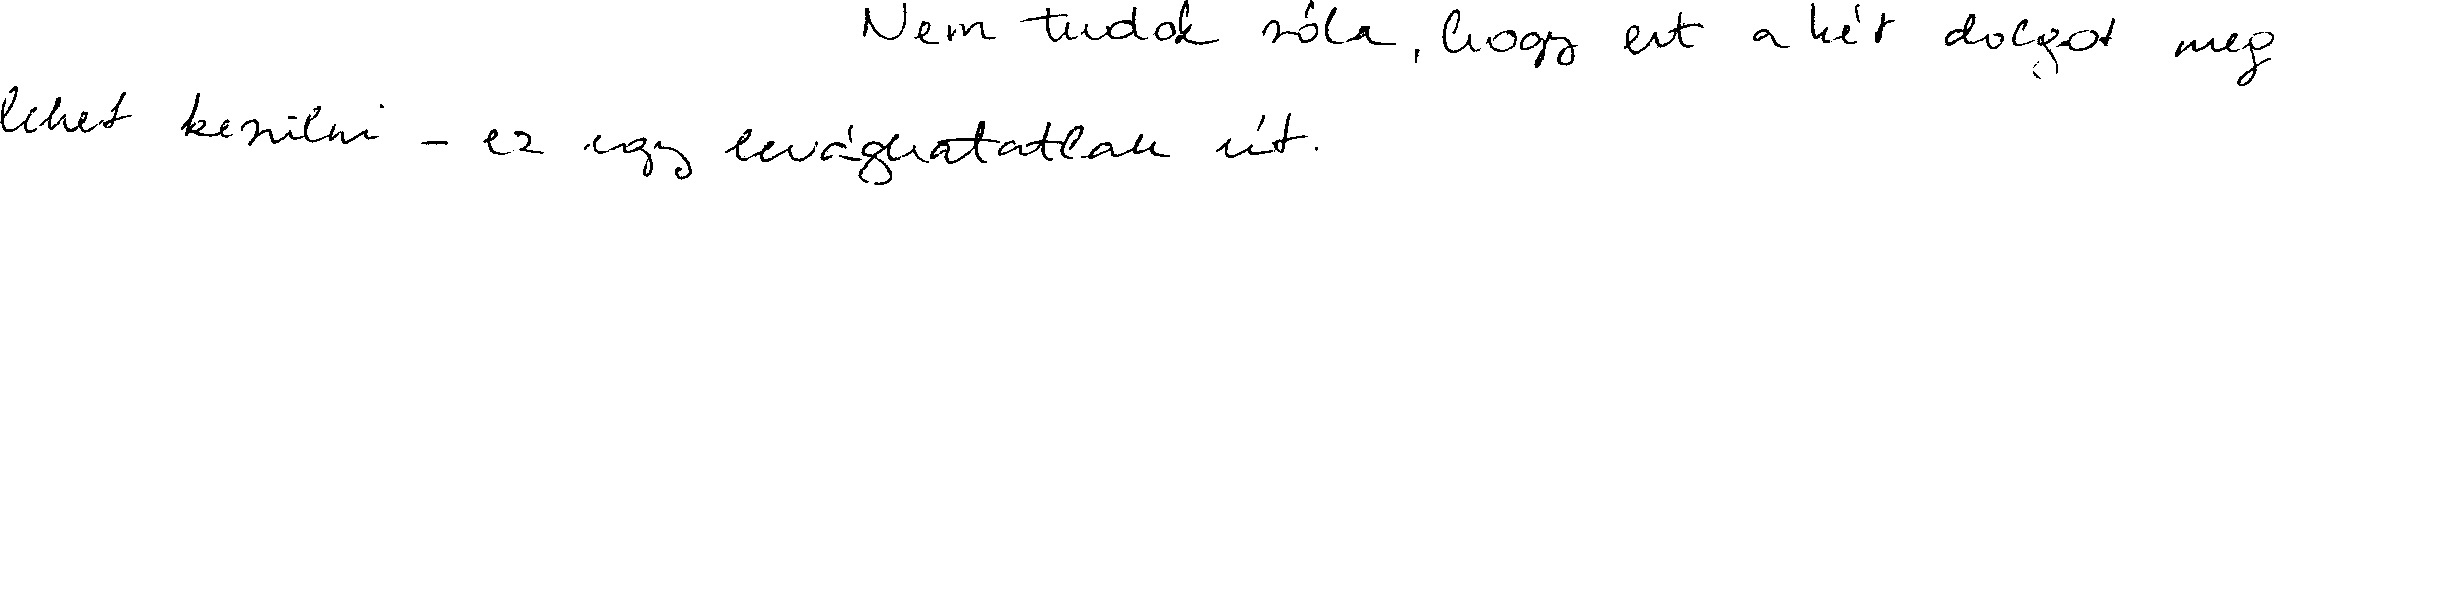 Nem tudok róla, hogy ezt a két dolgot meg
lehet kerülni - ez egy levághatatlan út.